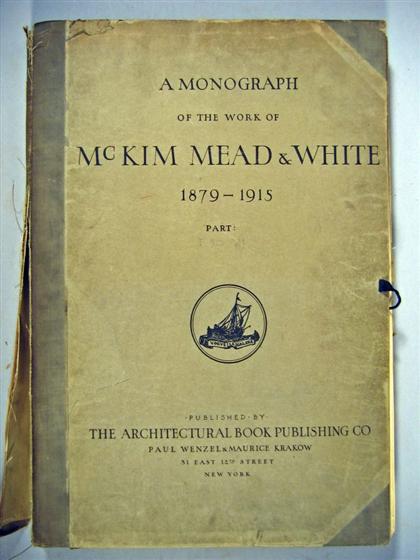 A MONOGRAPH
OF THE WORK OF
McKIM MEAD & WHITE
1879–1915
PART:
·PUBLISHED·BY·
THE ARCHITECTURAL BOOK PUBLISHING CO
PAUL WENZEL & MAURICE KRAKOW
31 EAST 12TH STREET
NEW YORK